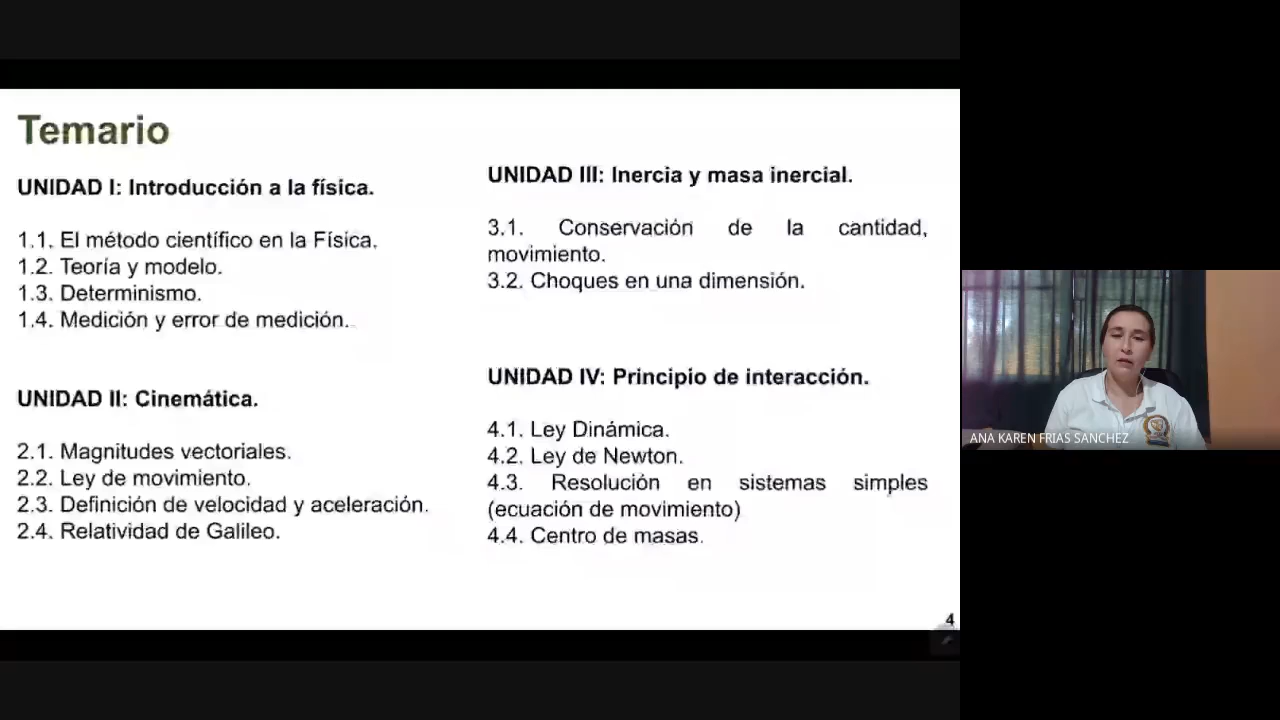 Temario
UNIDAD I: Introducción a la física.
1.1. El método científico en la Física.
1.2. Teoría y modelo.
1.3. Determinismo.
1.4. Medición y error de medición.
UNIDAD II: Cinemática.
2.1. Magnitudes vectoriales.
2.2. Ley de movimiento.
2.3. Definición de velocidad y aceleración.
2.4. Relatividad de Galileo.
UNIDAD III: Inercia y masa inercial.
3.1. Conservación de la cantidad,
movimiento.
3.2. Choques en una dimensión.
UNIDAD IV: Principio de interacción.
4.1. Ley Dinámica.
4.2. Ley de Newton.
4.3. Resolución en sistemas simples
(ecuación de movimiento)
4.4. Centro de masas.
4
ANA KAREN FRIAS SANCHEZ